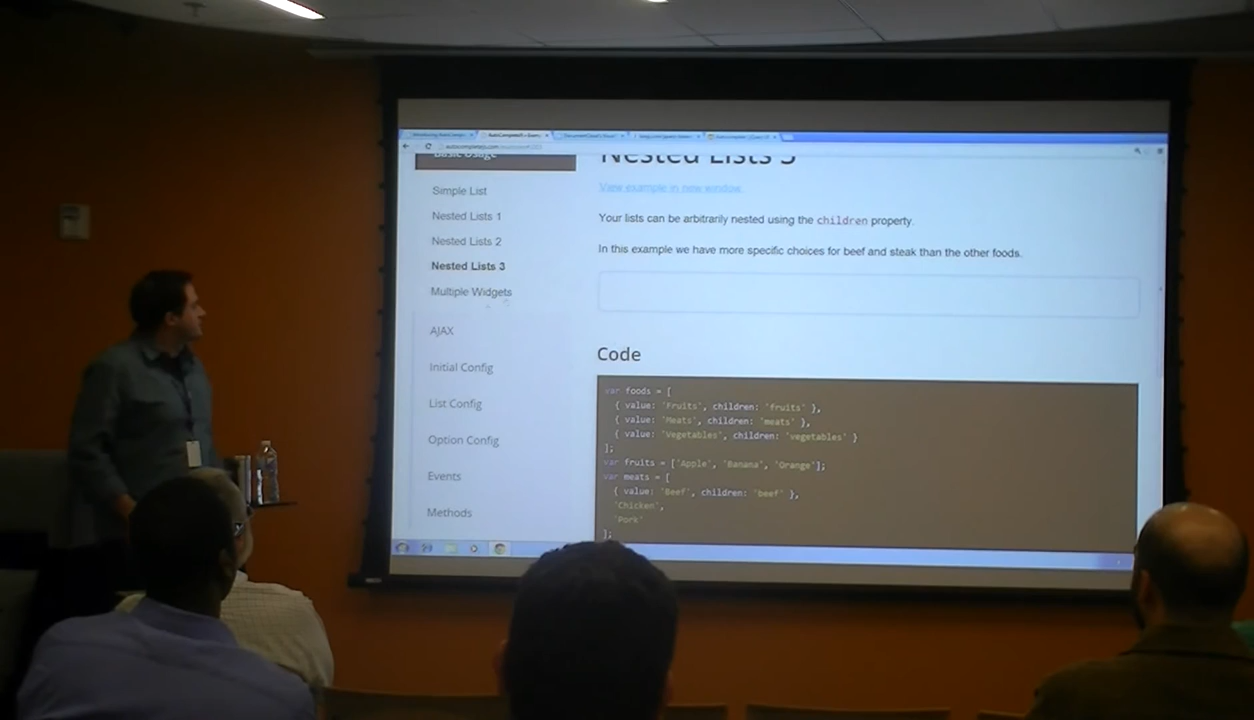 Basic Usage
Simple List
Nested Lists 1
Nested Lists 2
Nested Lists 3
Multiple Widgets
AJAX
Initial Config
List Config
Option Config
Events
Methods
Nested Lists 3
View example in new window.
Your lists can be arbitrarily nested using the children property.
In this example we have more specific choices for beef and steak than the other foods.
Code
var foods = [
{ value: 'Fruits', children: 'fruits' },
{ value: 'Meats', children: 'meats' },
{ value: 'Vegetables', children: 'vegetables' }
];
var fruits = ['Apple', 'Banana', 'Orange'];
var meats = [
{ value: 'Beef', children: 'beef' },
'Chicken',
'Pork'
];